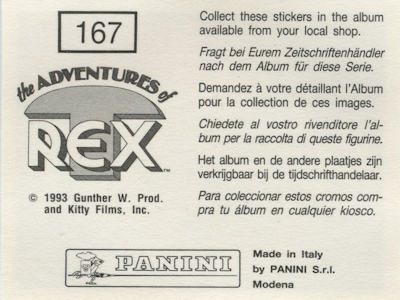 167
the ADVENTURES of
T
REX™
© 1993 Gunther W. Prod.
and Kitty Films, Inc.
Collect these stickers in the album
available from your local shop.
Fragt bei Eurem Zeitschriftenhändler
nach dem Album für diese Serie.
Demandez à votre détaillant l'Album
pour la collection de ces images.
Chiedete al vostro rivenditore l'al-
bum per la raccolta di queste figurine.
Het album en de andere plaatjes zijn
verkrijgbaar bij de tijdschrifthandelaar.
Para coleccionar estos cromos com-
pra tu álbum en cualquier kiosco.
PANINI
Made in Italy
by PANINI S.r.l.
Modena